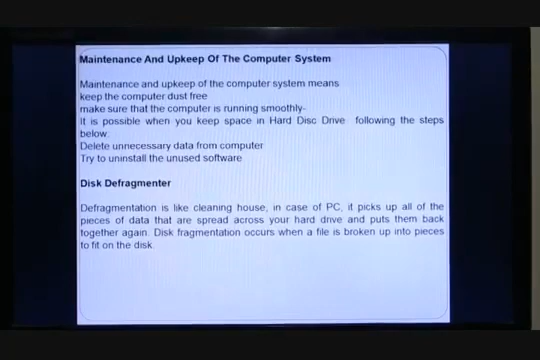 Maintenance And Upkeep Of The Computer System
Maintenance and upkeep of the computer system means
keep the computer dust free
make sure that the computer is running smoothly-
It is possible when you keep space in Hard Disc Drive following the steps
below.
Delete unnecessary data from computer
Try to uninstall the unused software
Disk Defragmenter
Defragmentation is like cleaning house, in case of PC, it picks up all of the
pieces of data that are spread across your hard drive and puts them back
together again. Disk fragmentation occurs when a file is broken up into pieces
to fit on the disk.